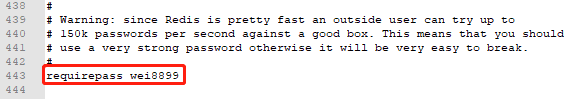 438 #
439 # Warning: since Redis is pretty fast an outside user can try up to
440 # 150k passwords per second against a good box. This means that you should
441 # use a very strong password otherwise it will be very easy to break.
442 #
443 requirepass wei8899
444